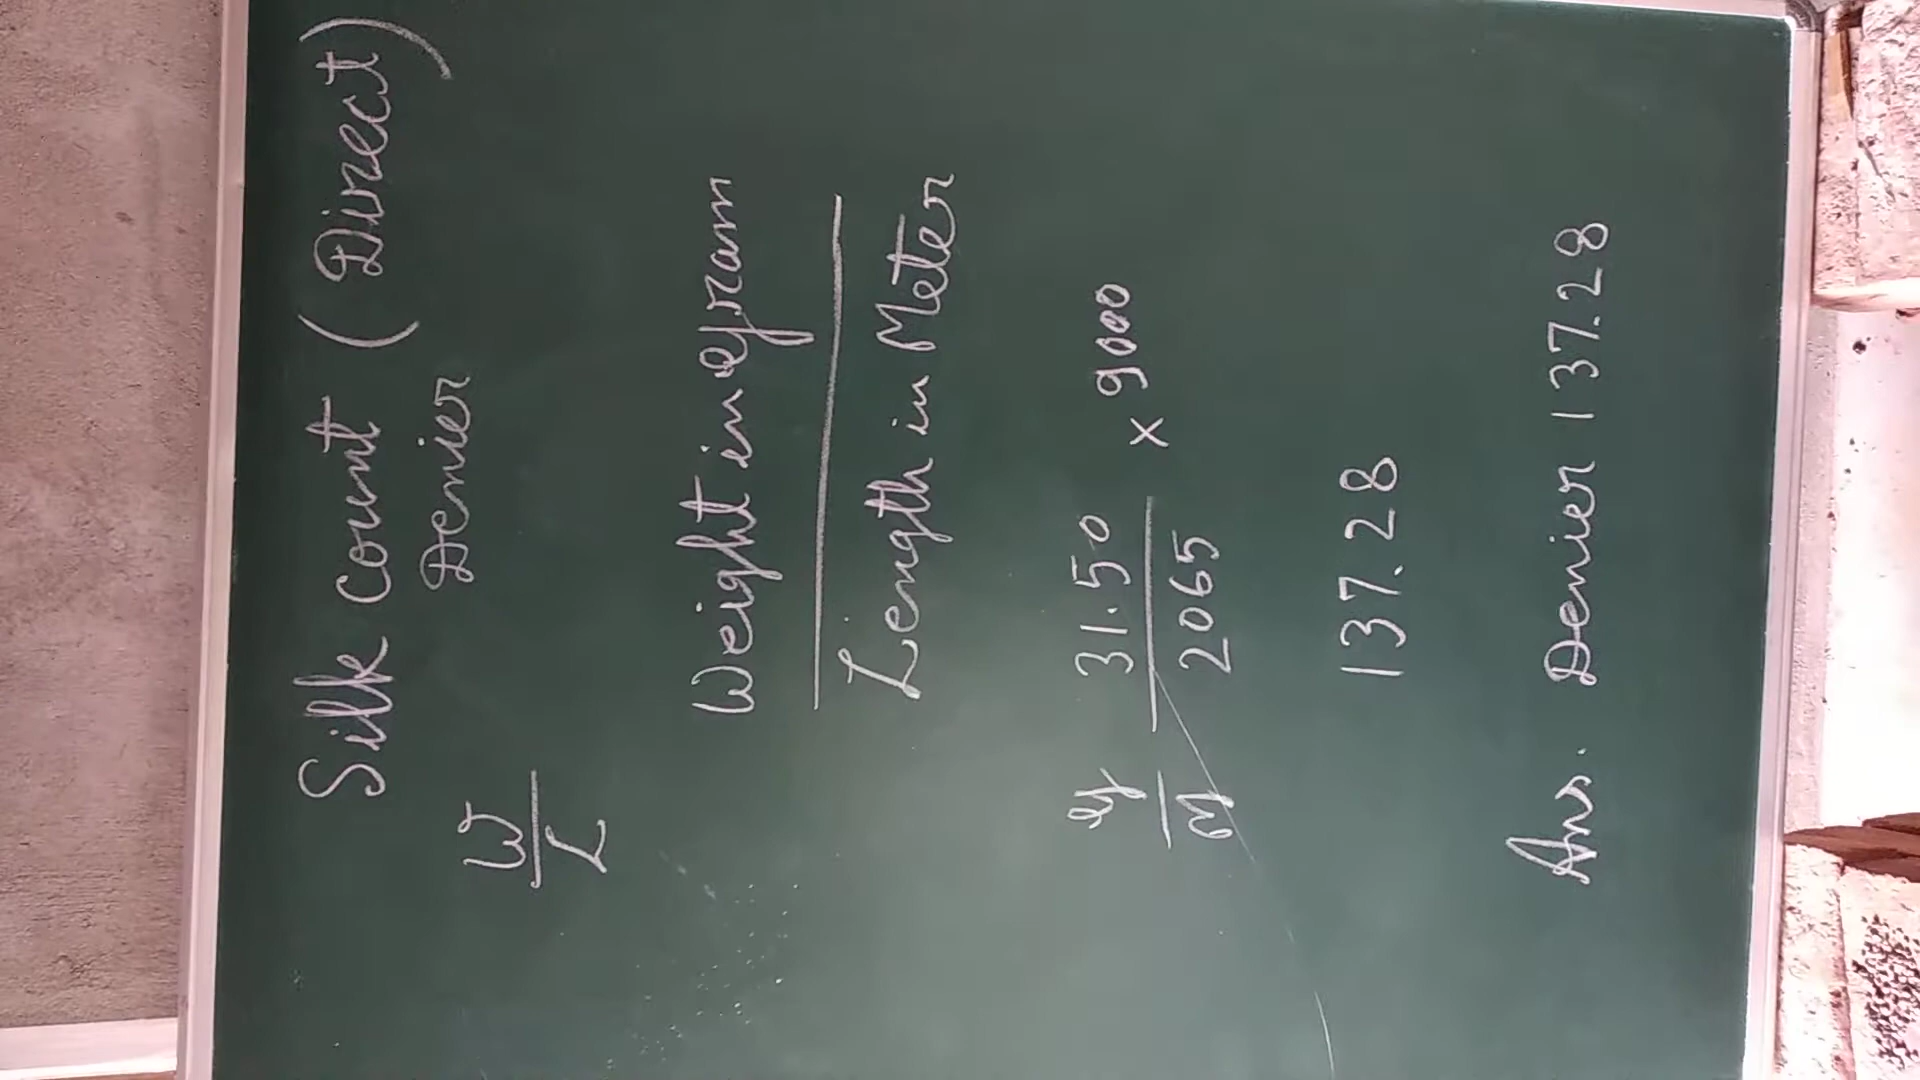 Silk Count (Direct)
Denier
W
L
Weight in gram
Length in Meter
g 31.50 × 9000
M 2065
137.28
Ans. Denier 137.28